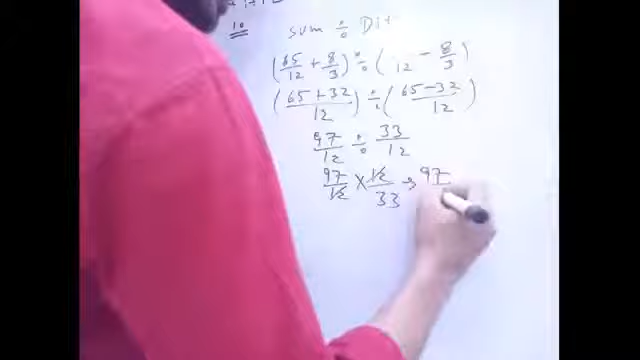 10 sum ÷ Dif
(65/12 + 8/3) ÷ ( /12 - 8/3)
(65+32/12) ÷ (65-32/12)
97/12 ÷ 33/12
97/12 × 12/33 → 97/